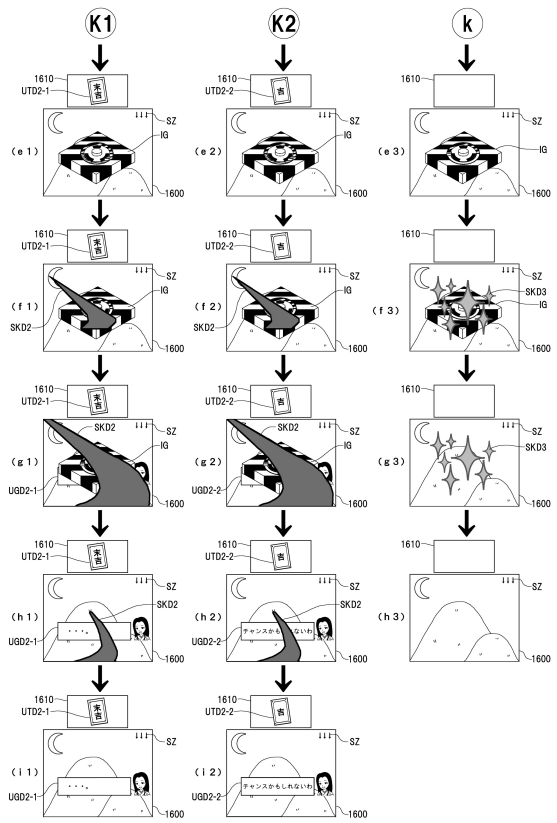 K1
K2
k
1610
UTD2-1
末吉
SZ
IG
(e1)
1600
1610
UTD2-2
吉
SZ
IG
(e2)
1600
1610
SZ
IG
(e3)
1600
1610
UTD2-1
末吉
SZ
IG
(f1)
SKD2
1600
1610
UTD2-2
吉
SZ
IG
(f2)
SKD2
1600
1610
SZ
SKD3
IG
(f3)
1600
1610
UTD2-1
末吉
SKD2
SZ
IG
(g1)
UGD2-1
1600
1610
UTD2-2
吉
SKD2
SZ
IG
(g2)
UGD2-2
1600
1610
SZ
SKD3
(g3)
1600
1610
UTD2-1
末吉
SZ
SKD2
(h1)
UGD2-1
・・・。
1600
1610
UTD2-2
吉
SZ
SKD2
(h2)
UGD2-2
チャンスかも れないわ
1600
1610
(h3)
1600
1610
UTD2-1
末吉
SZ
(i1)
UGD2-1
・・・。
1600
1610
UTD2-2
吉
SZ
(i2)
UGD2-2
チャンスかもしれないわ
1600